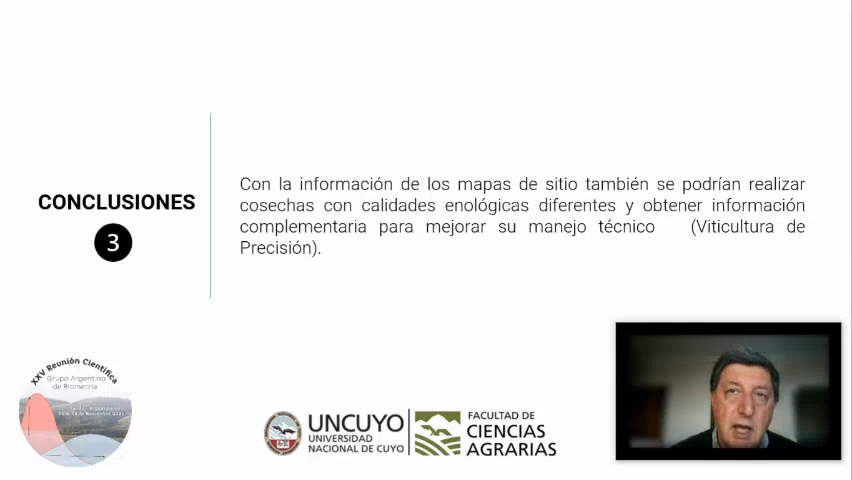 CONCLUSIONES
3
Con la información de los mapas de sitio también se podrían realizar
cosechas con calidades enológicas diferentes y obtener información
complementaria para mejorar su manejo técnico (Viticultura de
Precisión).
XXV Reunión Científica
Grupo Argentino
de Biometría
UNCUYO
UNIVERSIDAD
NACIONAL DE CUYO
FACULTAD DE
CIENCIAS
AGRARIAS